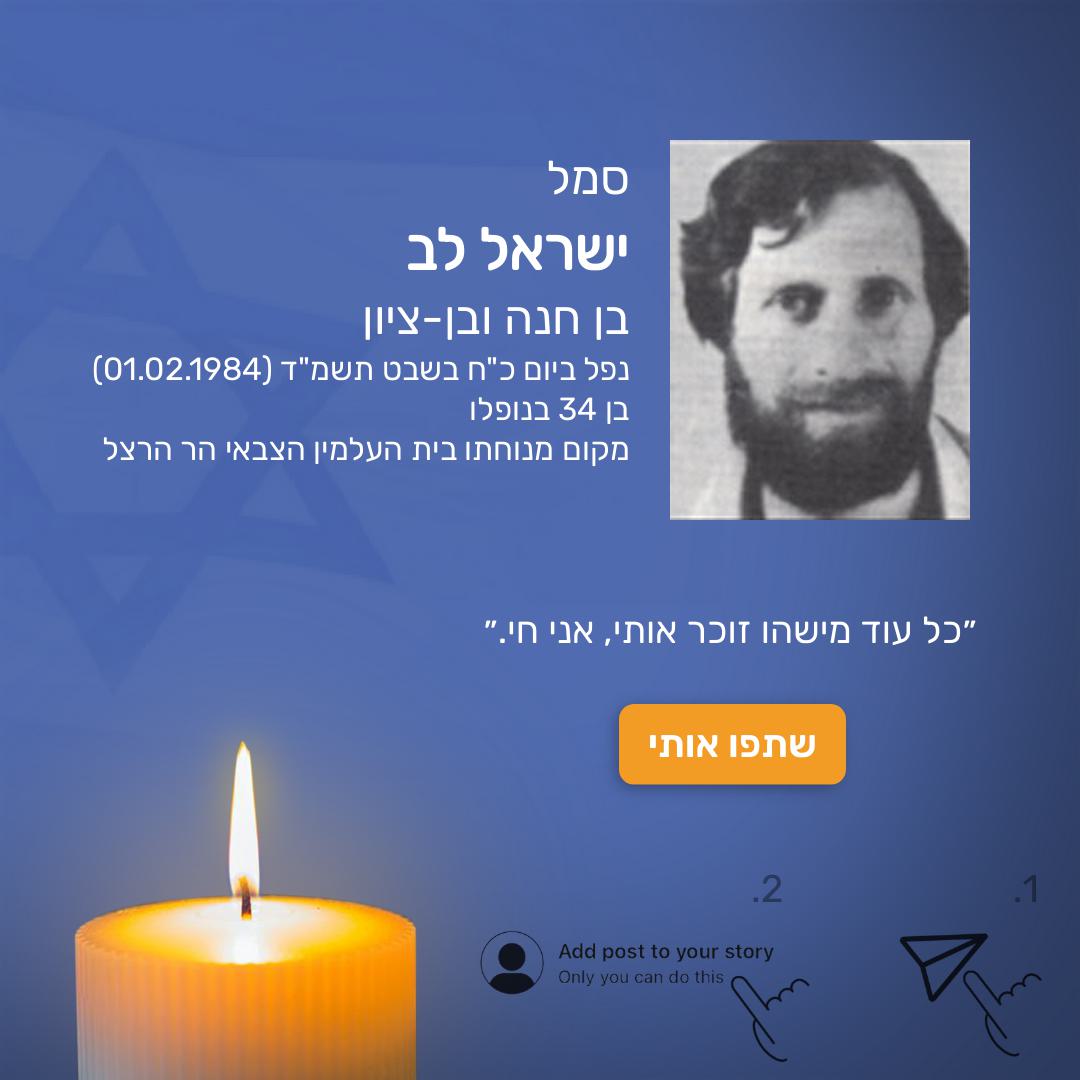 סמל
ישראל לב
בן חנה ובן-ציון
נפל ביום כ"ח בשבט תשמ"ד (01.02.1984)
בן 34 בנופלו
מקום מנוחתו בית העלמין הצבאי הר הרצל
״כל עוד מישהו זוכר אותי, אני חי.״
שתפו אותי
1.
2.
Add post to your story
Only you can do this